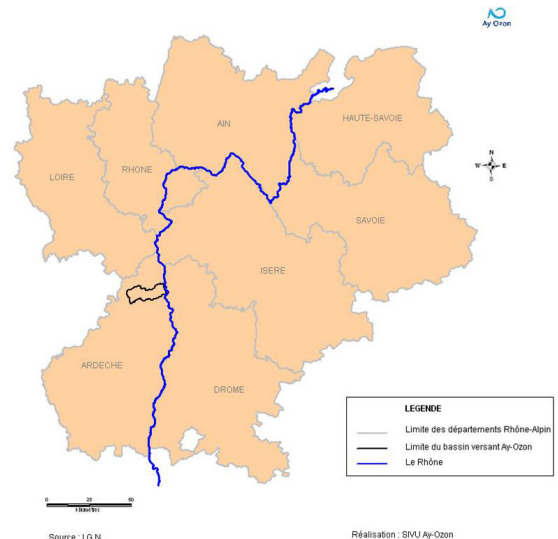 Ay Ozon
AIN
HAUTE-SAVOIE
LOIRE
RHONE
N
W E
S
SAVOIE
ISERE
ARDECHE
DROME
LEGENDE
Limite des départements Rhône-Alpin
Limite du bassin versant Ay-Ozon
Le Rhône
0 25 50
Kilomètres
Source : I.G.N.
Réalisation : SIVU Ay-Ozon